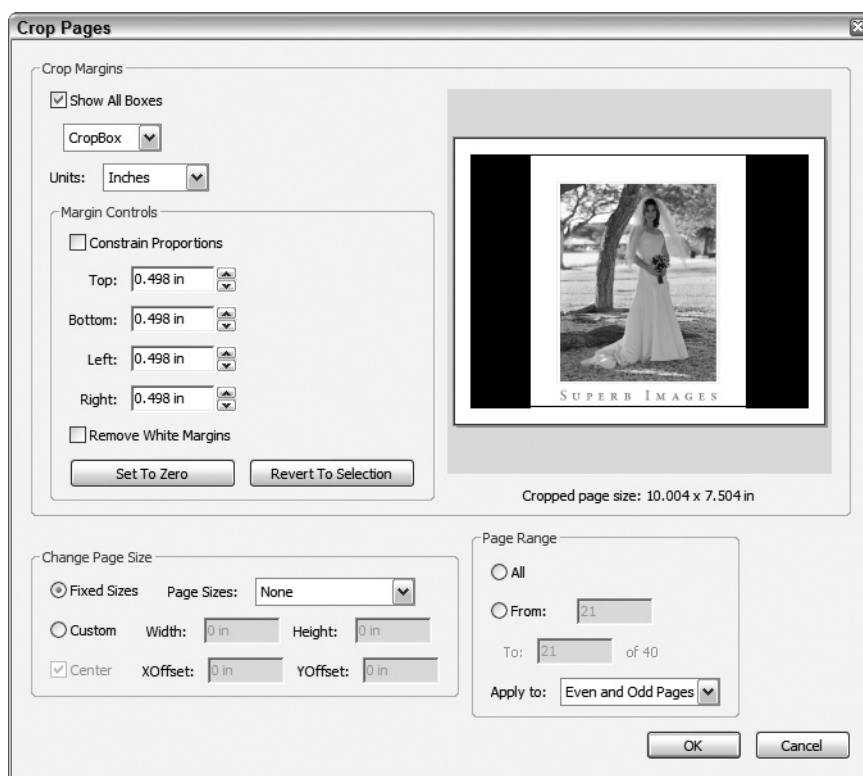 Crop Pages
Crop Margins
Show All Boxes
CropBox
Units: Inches
Margin Controls
Constrain Proportions
Top: 0.498 in
Bottom: 0.498 in
Left: 0.498 in
Right: 0.498 in
Remove White Margins
Set To Zero
Revert To Selection
SUPERB IMAGES
Cropped page size: 10.004 x 7.504 in
Change Page Size
Fixed Sizes Page Sizes: None
Custom Width: 0 in Height: 0 in
Center XOffset: 0 in YOffset: 0 in
Page Range
All
From: 21
To: 21 of 40
Apply to: Even and Odd Pages
OK
Cancel